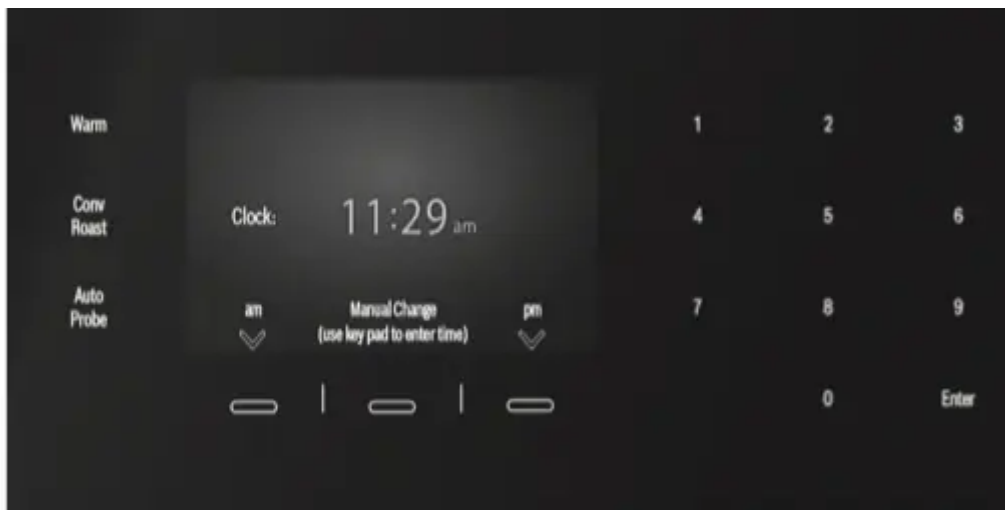 Warm
1 2 3
Conv
Roast
Clock: 11:29 am
4 5 6
Auto
Probe
am
Manual Change
(use key pad to enter time)
pm
7 8 9
0 Enter